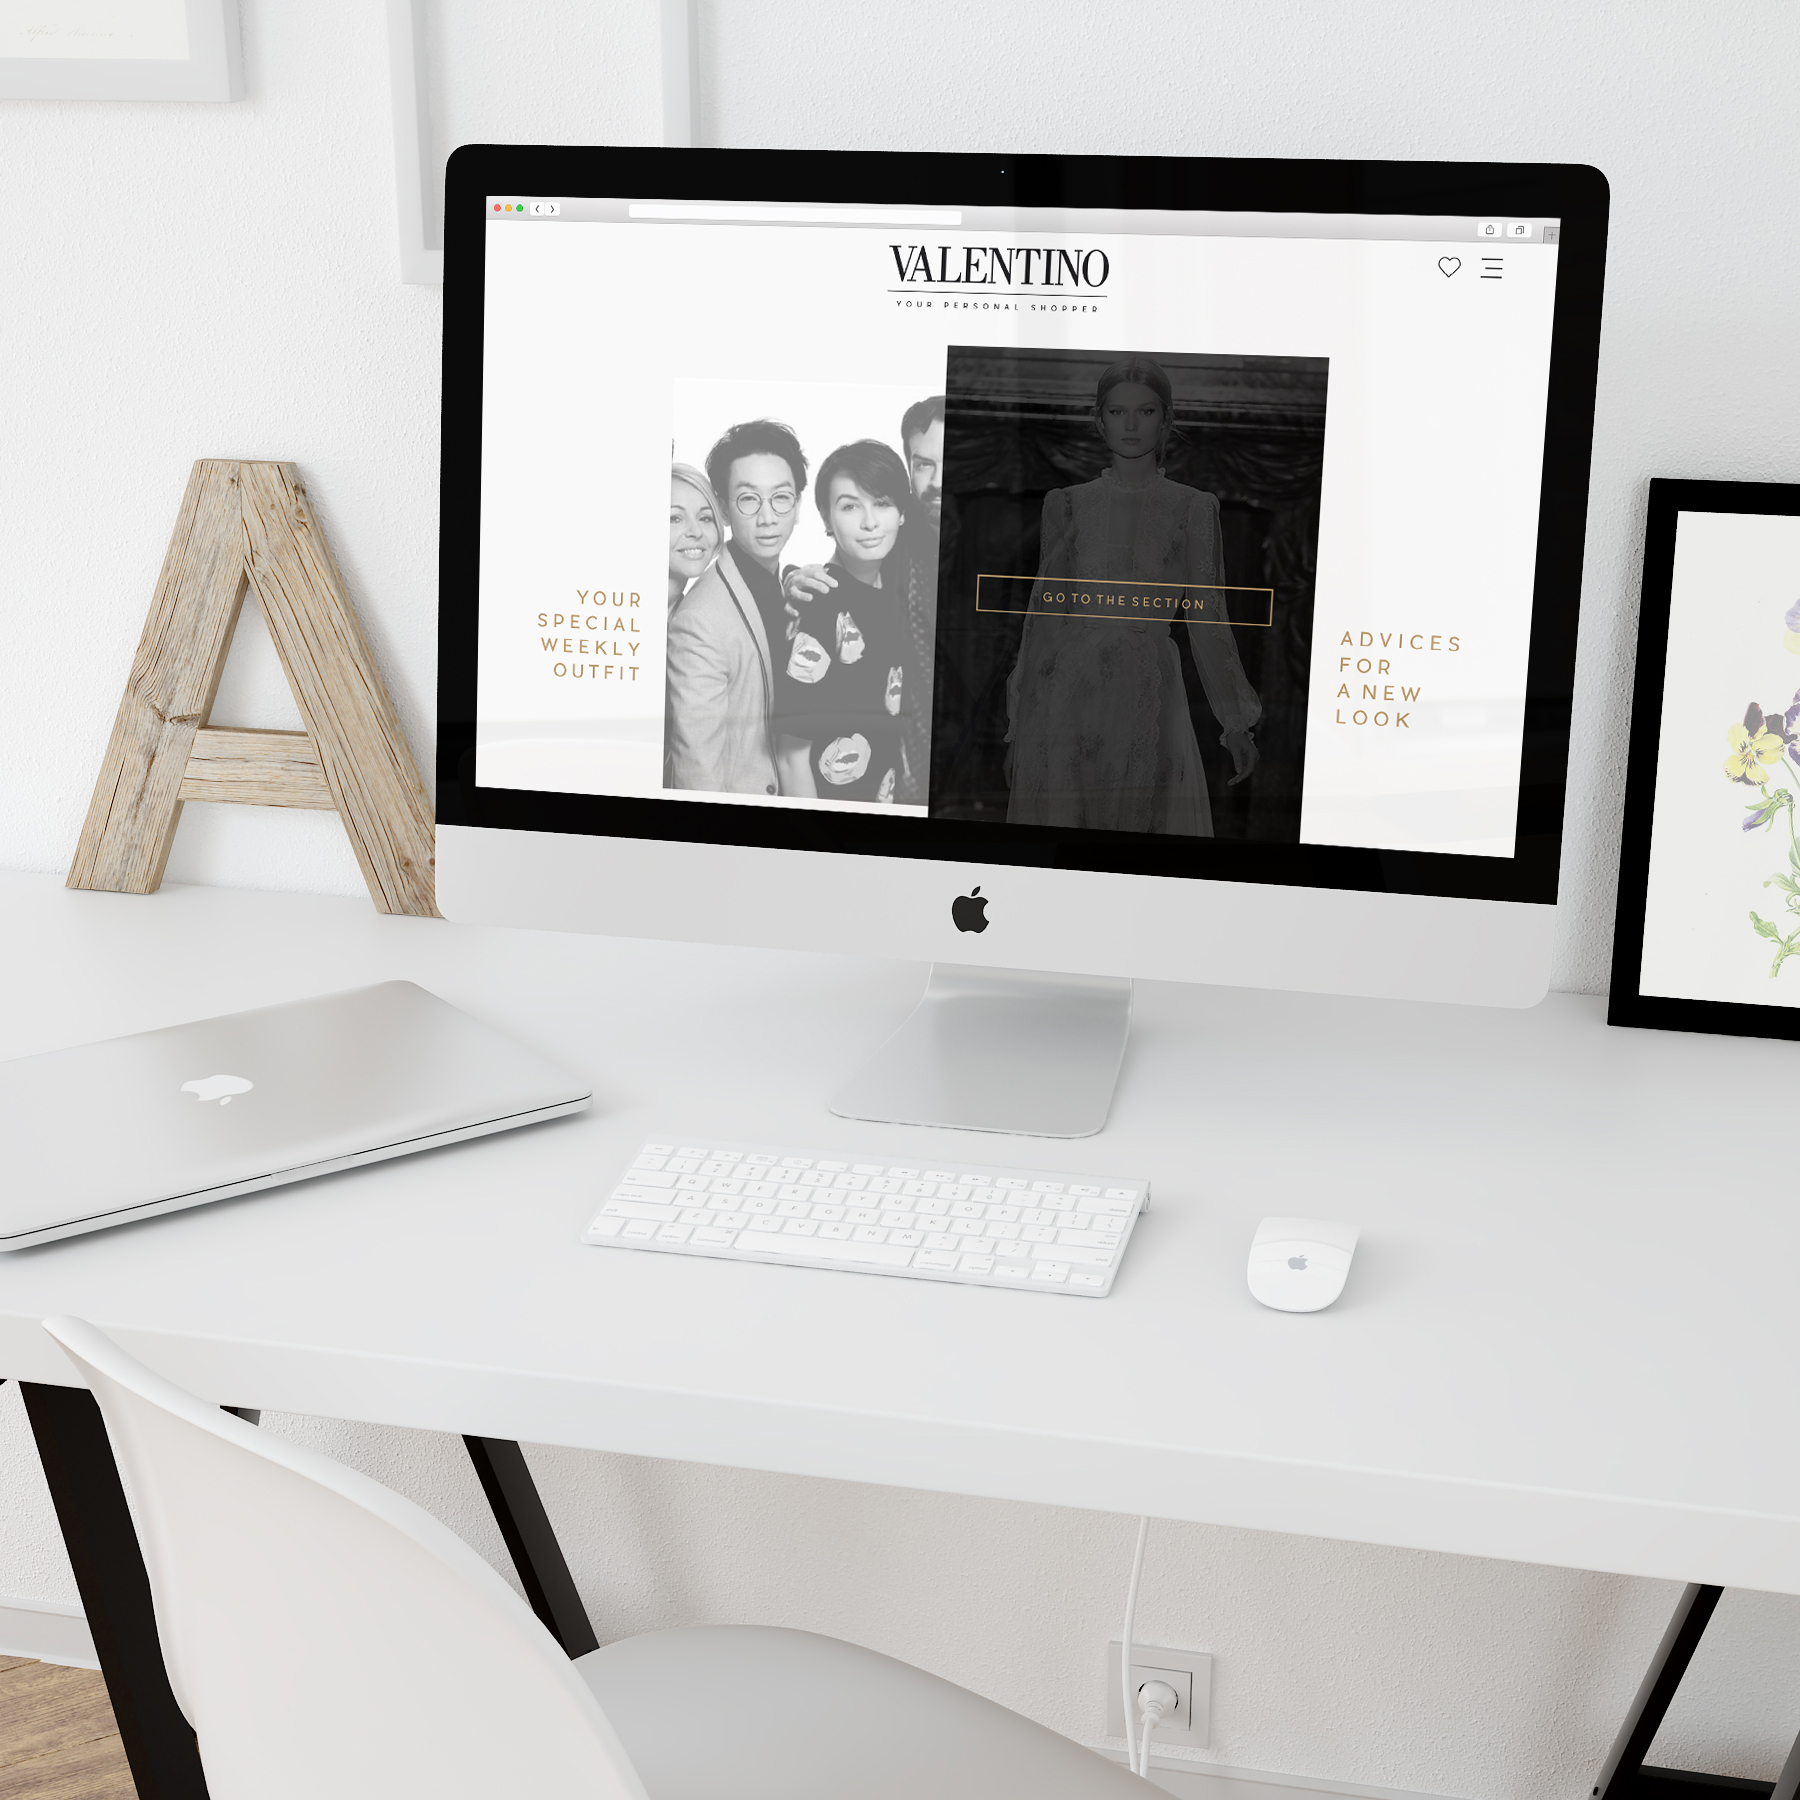 VALENTINO
YOUR PERSONAL SHOPPER
YOUR
SPECIAL
WEEKLY
OUTFIT
GO TO THE SECTION
ADVICES
FOR
A NEW
LOOK
A